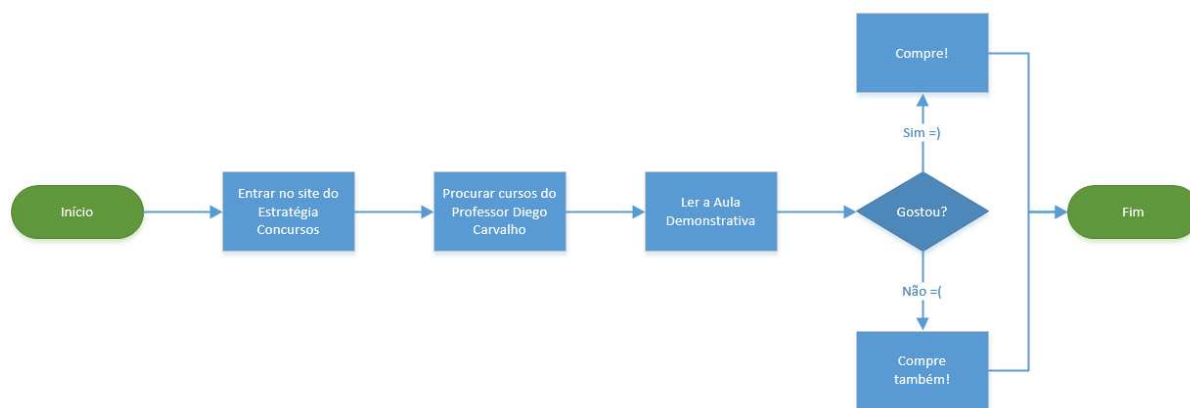 Início
Entrar no site do
Estratégia
Concursos
Procurar cursos do
Professor Diego
Carvalho
Ler a Aula
Demonstrativa
Gostou?
Sim =)
Compre!
Não =(
Compre
também!
Fim